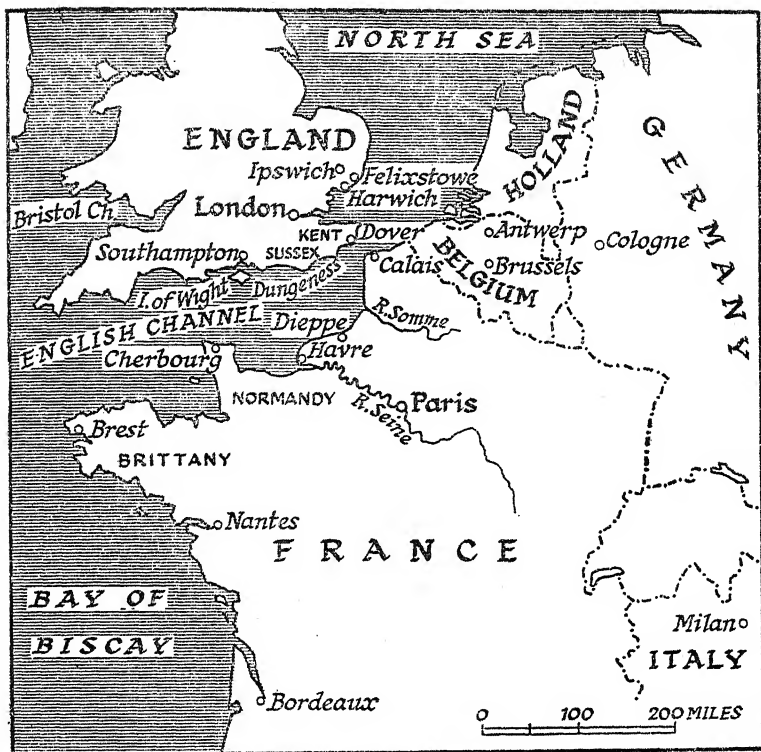 NORTH SEA
ENGLAND
Ipswich
Felixstowe
Harwich
HOLLAND
GERMANY
Bristol Ch.
London
KENT
Dover
Antwerp
Cologne
Southampton
SUSSEX
Calais
BELGIUM
Brussels
I. of Wight
Dungeness
ENGLISH CHANNEL
Dieppe
R. Somme
Cherbourg
Havre
NORMANDY
R. Seine
Paris
Brest
BRITTANY
Nantes
FRANCE
BAY OF
BISCAY
Milan
ITALY
Bordeaux
0 100 200 MILES